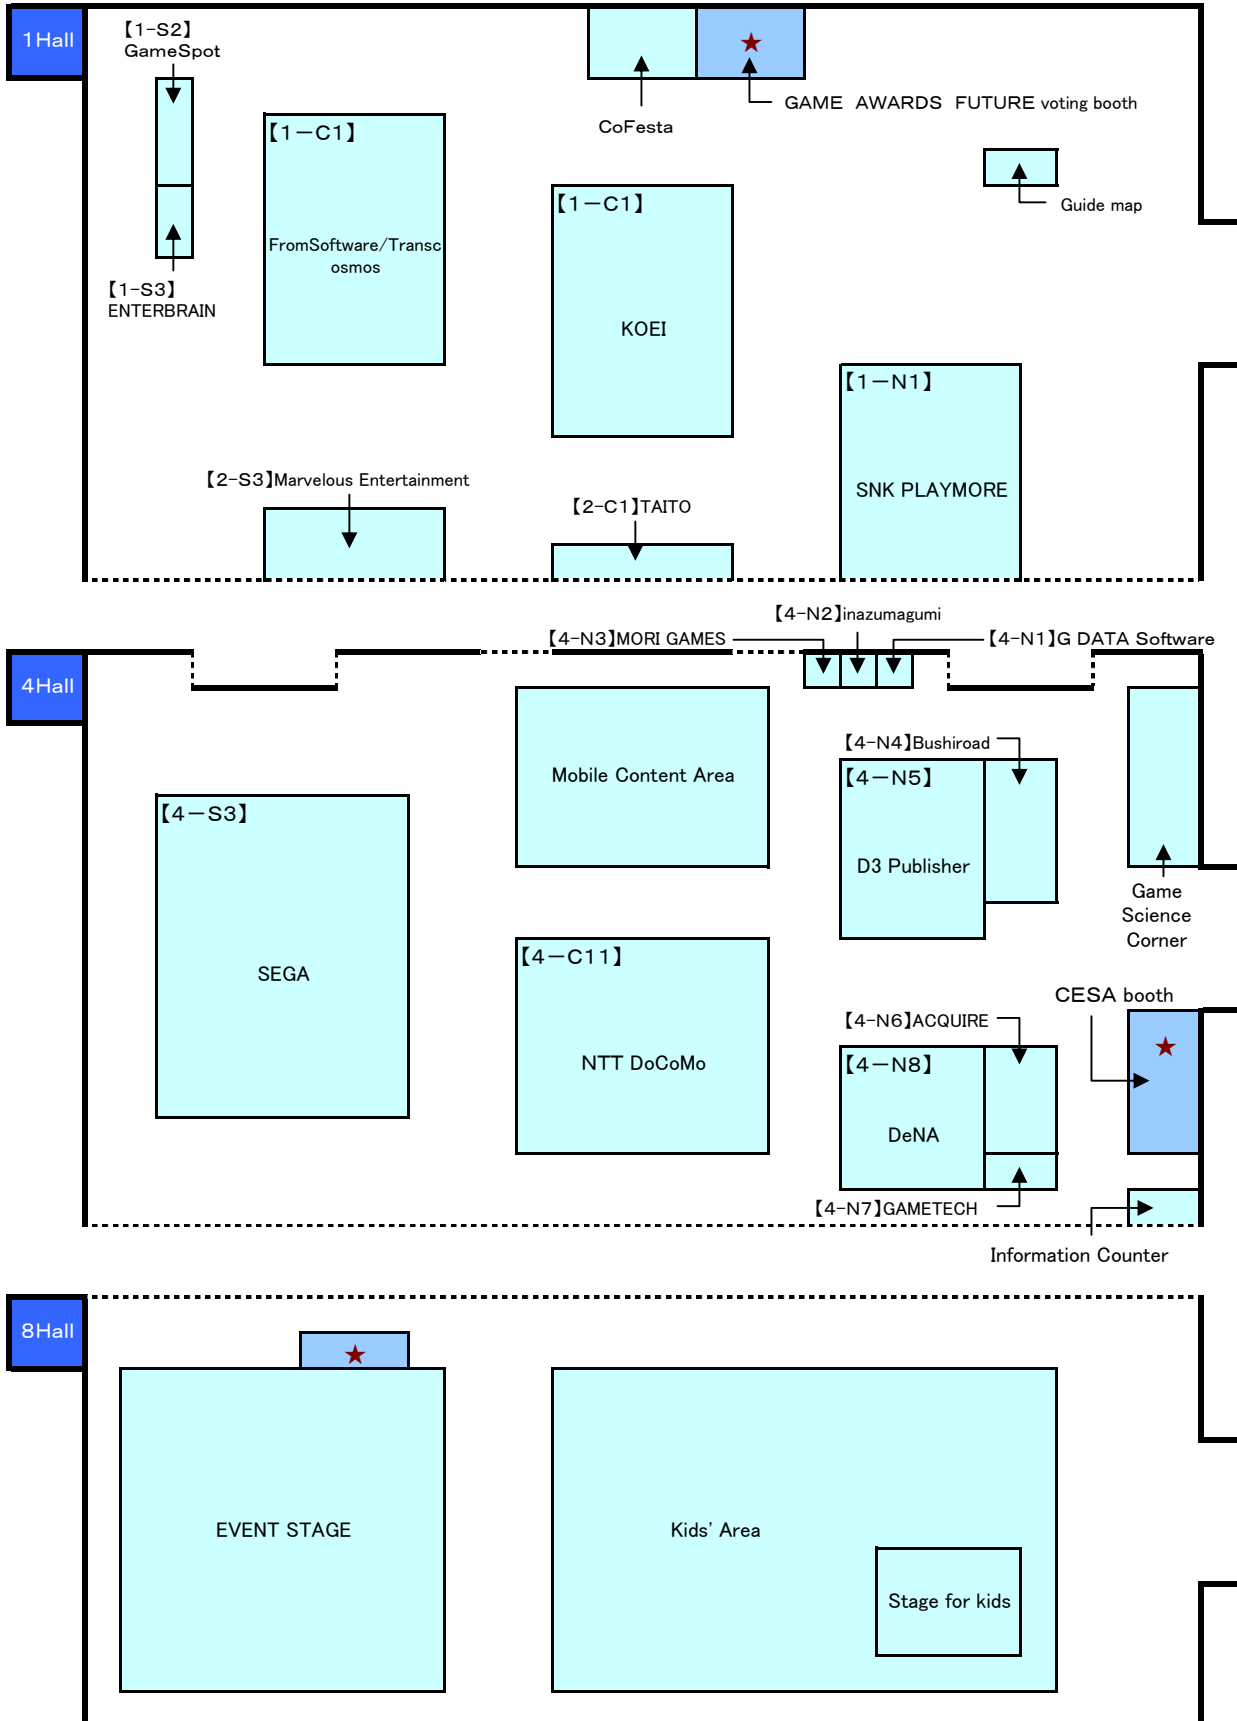 1Hall
【1-S2】
GameSpot
★
GAME AWARDS FUTURE voting booth
CoFesta
【1－C1】
FromSoftware/Transc
osmos
【1－C1】
KOEI
Guide map
【1-S3】
ENTERBRAIN
【1－N1】
SNK PLAYMORE
【2-S3】Marvelous Entertainment
【2-C1】TAITO
【4-N2】inazumagumi
【4-N3】MORI GAMES
【4-N1】G DATA Software
4Hall
Mobile Content Area
【4-N4】Bushiroad
【4－N5】
D3 Publisher
【4－S3】
SEGA
Game
Science
Corner
【4－C11】
NTT DoCoMo
CESA booth
★
【4-N6】ACQUIRE
【4－N8】
DeNA
【4-N7】GAMETECH
Information Counter
8Hall
★
EVENT STAGE
Kids' Area
Stage for kids